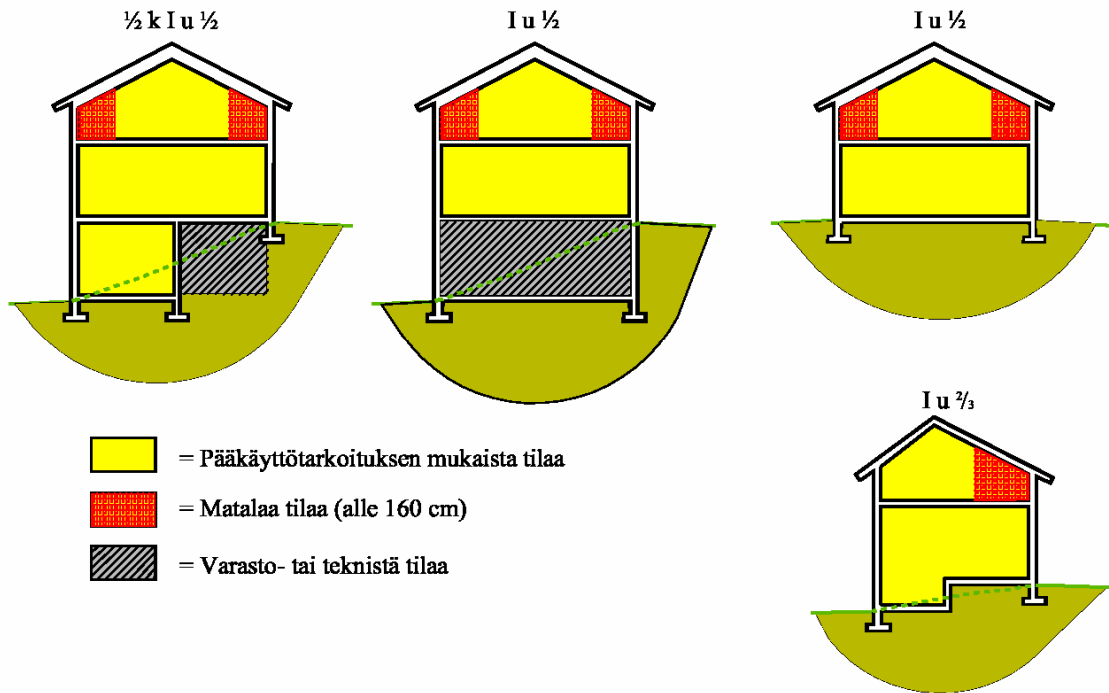 ½ k I u ½
I u ½
I u ½
I u ²/₃
= Pääkäyttötarkoituksen mukaista tilaa
= Matalaa tilaa (alle 160 cm)
= Varasto- tai teknistä tilaa